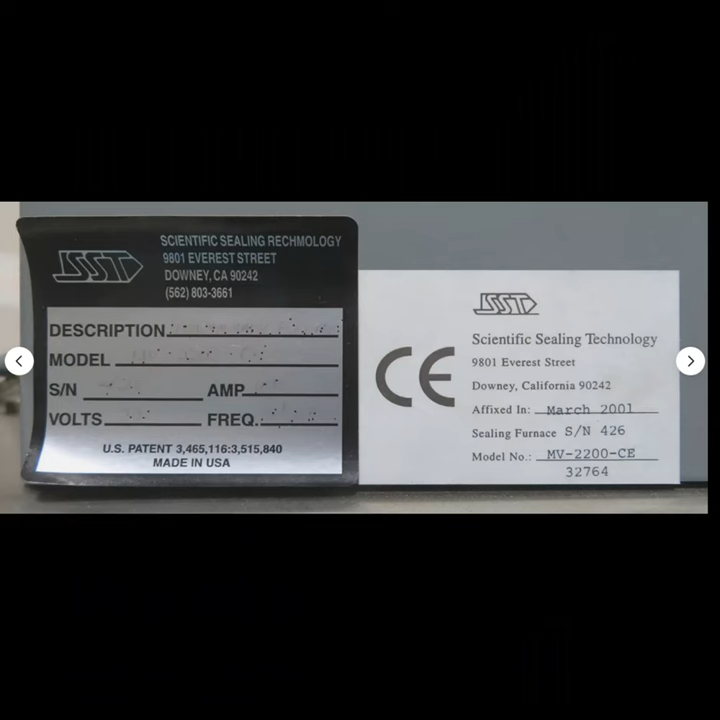 SST
SCIENTIFIC SEALING RECHMOLOGY
9801 EVEREST STREET
DOWNEY, CA 90242
(562) 803-3661
DESCRIPTION
MODEL
S/N AMP
VOLTS FREQ.
U.S. PATENT 3,465,116:3,515,840
MADE IN USA
SST
CE
Scientific Sealing Technology
9801 Everest Street
Downey, California 90242
Affixed In: March 2001
Sealing Furnace S/N 426
Model No.: MV-2200-CE
32764